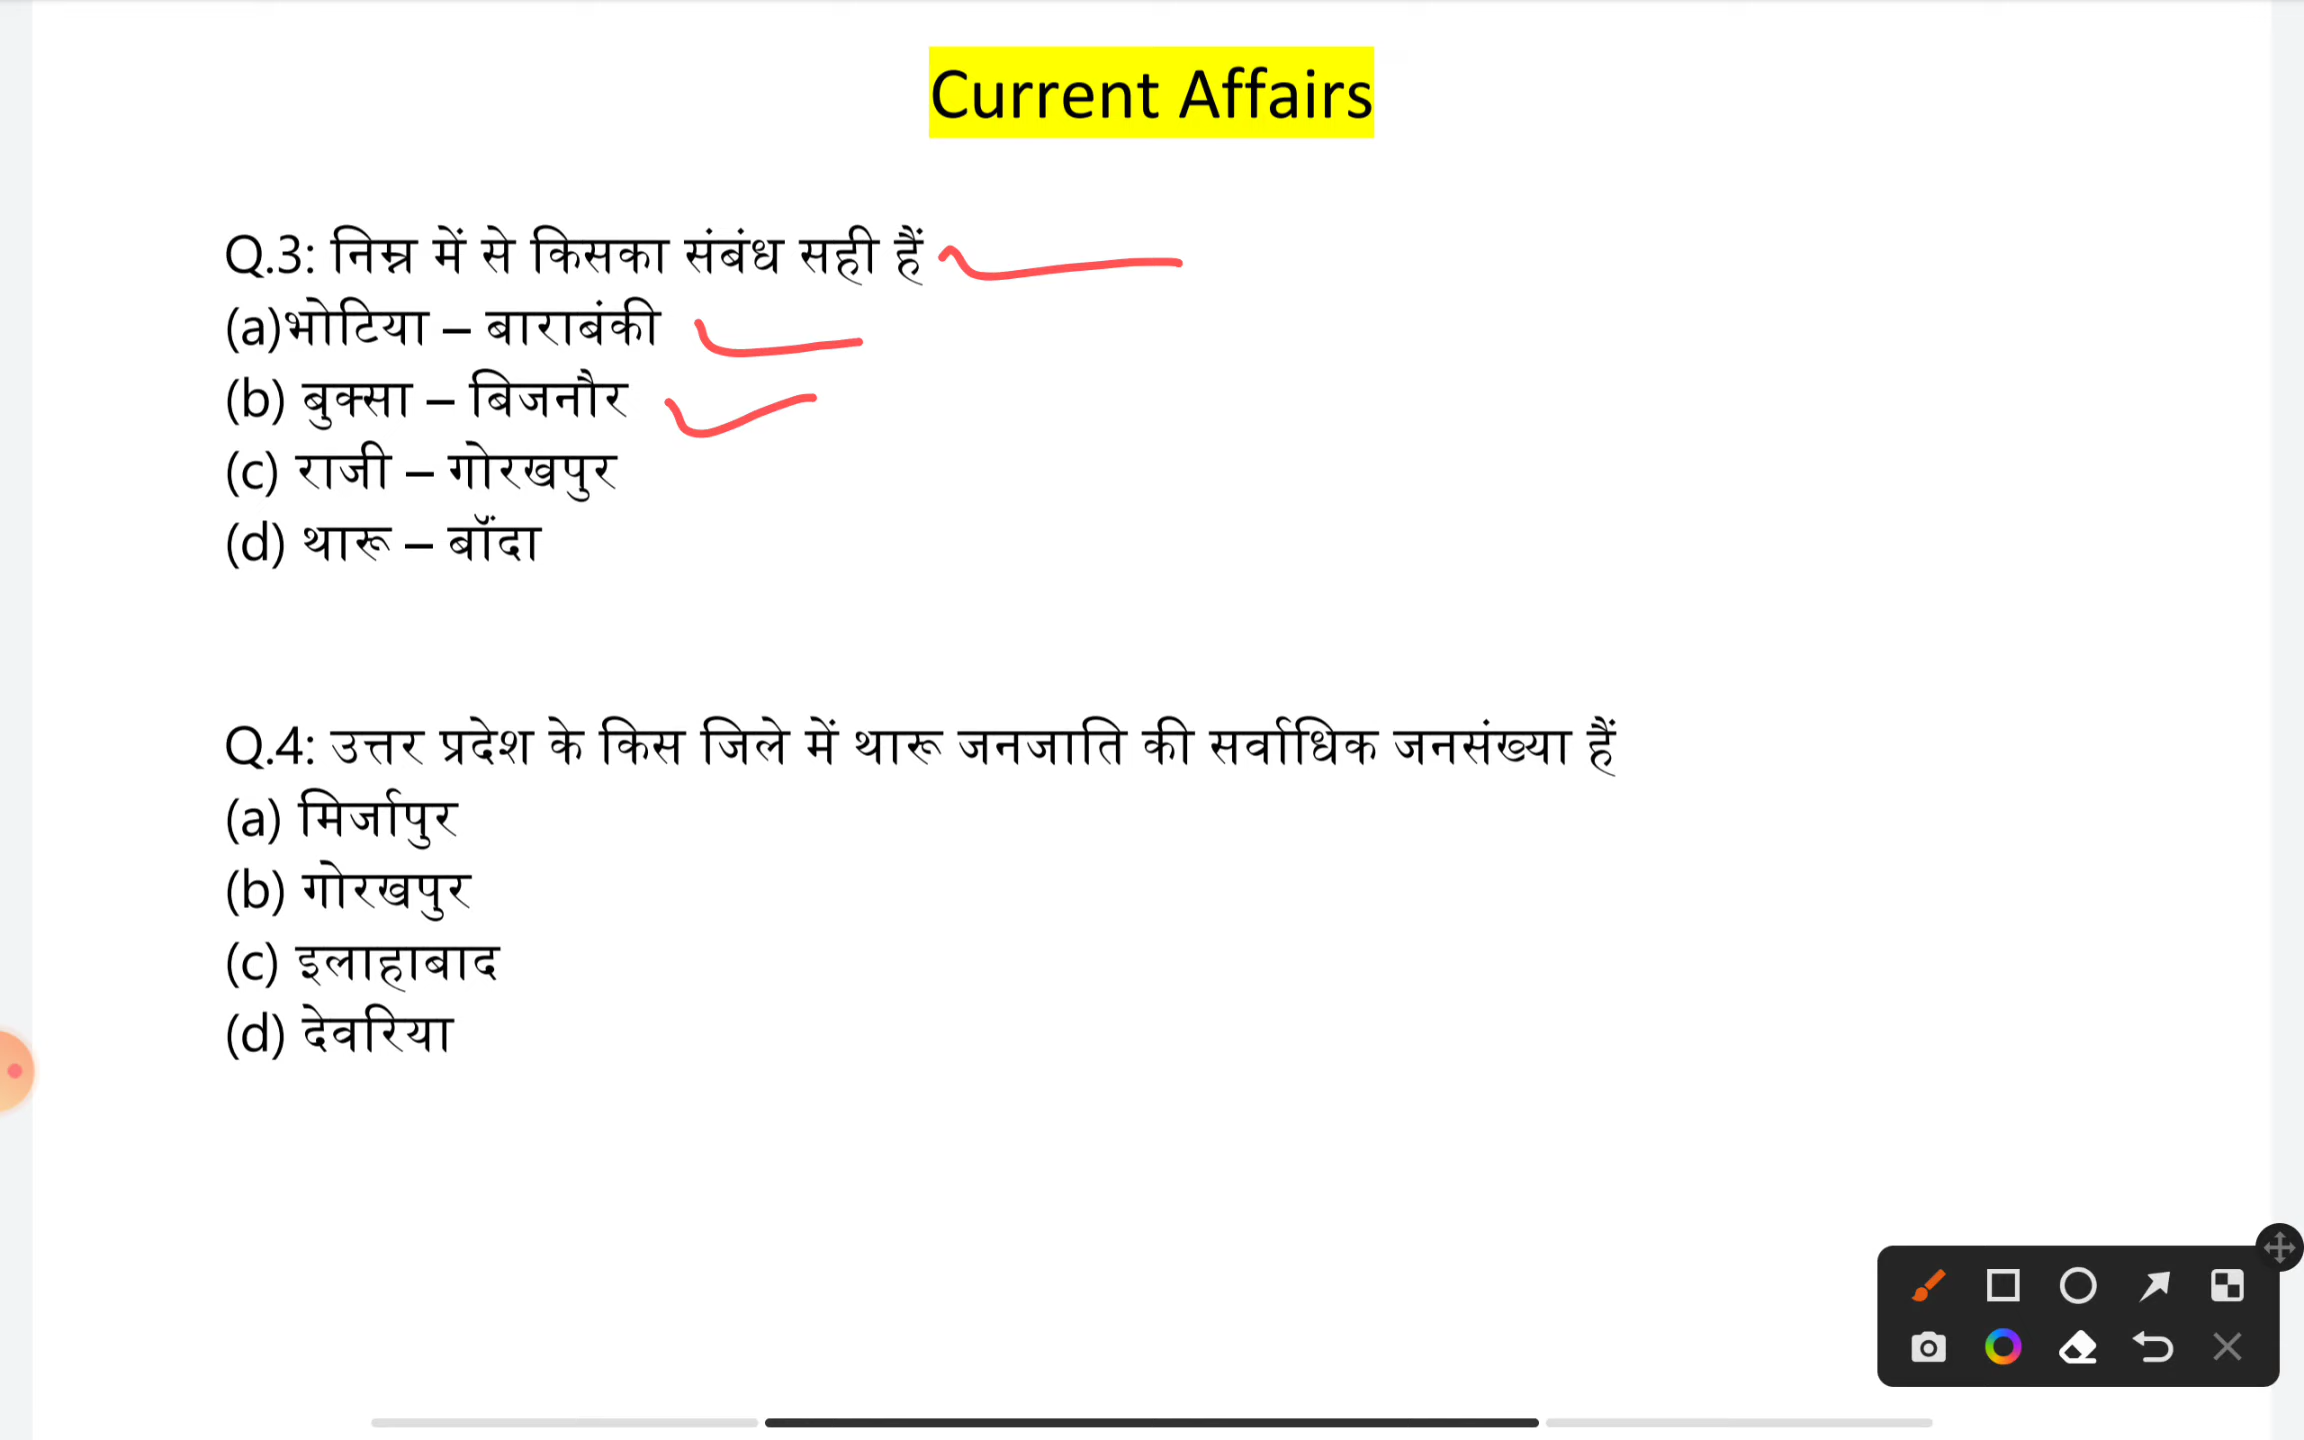 Current Affairs
Q.3: निम्न में से किसका संबंध सही हैं
(a)भोटिया – बाराबंकी
(b) बुक्सा – बिजनौर
(c) राजी – गोरखपुर
(d) थारू – बाँदा
Q.4: उत्तर प्रदेश के किस जिले में थारू जनजाति की सर्वाधिक जनसंख्या हैं
(a) मिर्जापुर
(b) गोरखपुर
(c) इलाहाबाद
(d) देवरिया